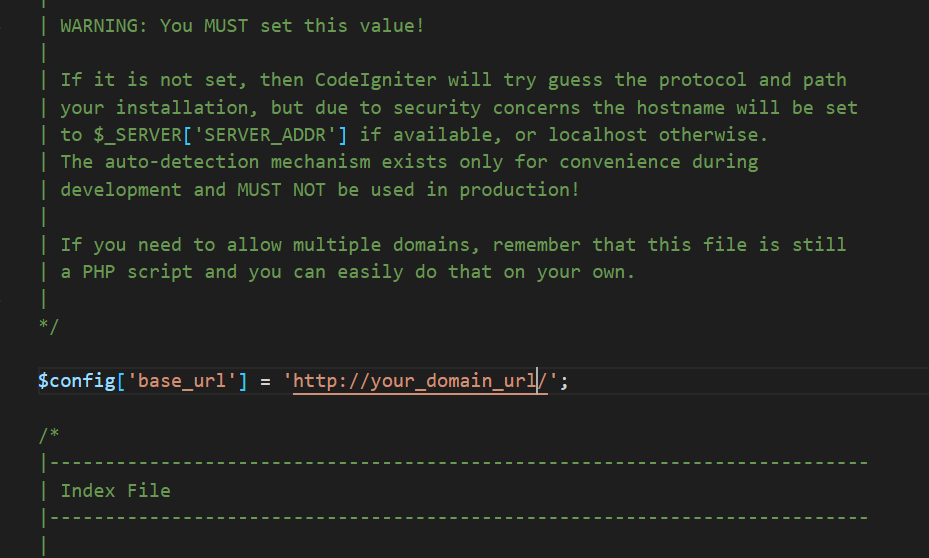 |
| WARNING: You MUST set this value!
|
| If it is not set, then CodeIgniter will try guess the protocol and path
| your installation, but due to security concerns the hostname will be set
| to $_SERVER['SERVER_ADDR'] if available, or localhost otherwise.
| The auto-detection mechanism exists only for convenience during
| development and MUST NOT be used in production!
|
| If you need to allow multiple domains, remember that this file is still
| a PHP script and you can easily do that on your own.
|
*/
$config['base_url'] = 'http://your_domain_url/';
/*
|--------------------------------------------------------------------------
| Index File
|--------------------------------------------------------------------------
|